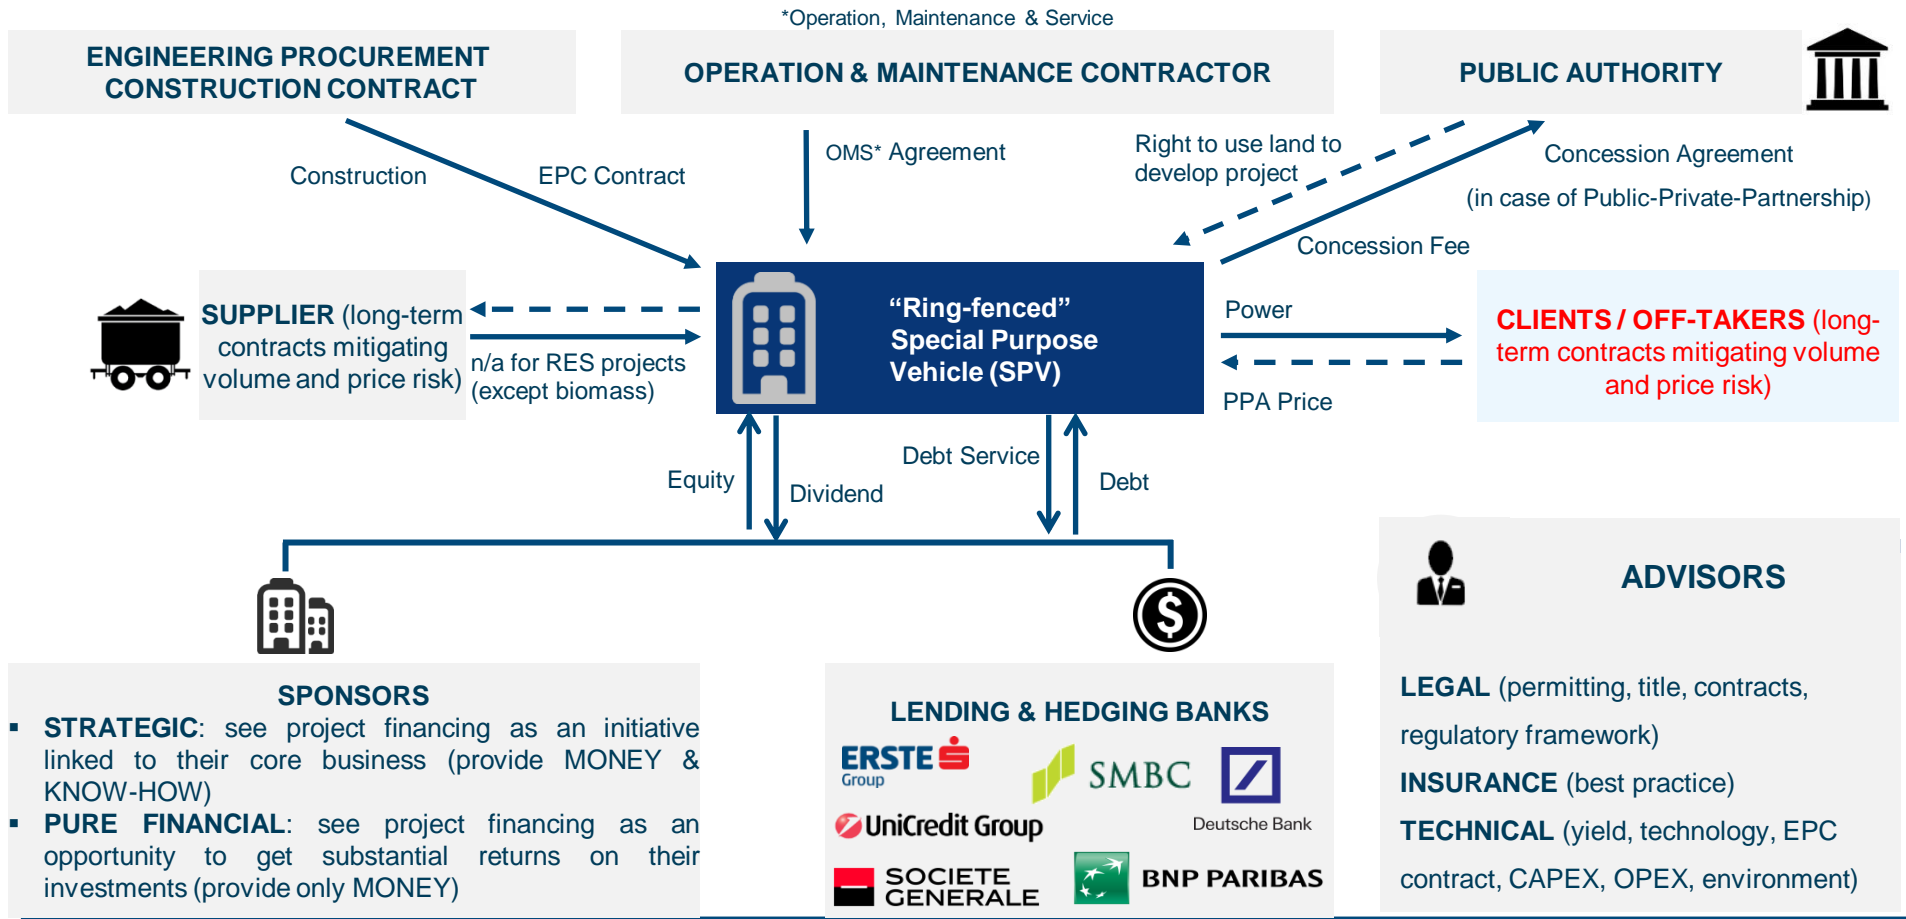 *Operation, Maintenance & Service
ENGINEERING PROCUREMENT
CONSTRUCTION CONTRACT
OPERATION & MAINTENANCE CONTRACTOR
PUBLIC AUTHORITY
Construction
EPC Contract
OMS* Agreement
Right to use land to
develop project
Concession Agreement
(in case of Public-Private-Partnership)
Concession Fee
SUPPLIER (long-term
contracts mitigating
volume and price risk)
n/a for RES projects
(except biomass)
“Ring-fenced”
Special Purpose
Vehicle (SPV)
Power
PPA Price
CLIENTS / OFF-TAKERS (long-
term contracts mitigating volume
and price risk)
Equity
Dividend
Debt Service
Debt
SPONSORS
▪ STRATEGIC: see project financing as an initiative
linked to their core business (provide MONEY &
KNOW-HOW)
▪ PURE FINANCIAL: see project financing as an
opportunity to get substantial returns on their
investments (provide only MONEY)
$
LENDING & HEDGING BANKS
ERSTE
Group
SMBC
Deutsche Bank
UniCredit Group
SOCIETE
GENERALE
BNP PARIBAS
ADVISORS
LEGAL (permitting, title, contracts,
regulatory framework)
INSURANCE (best practice)
TECHNICAL (yield, technology, EPC
contract, CAPEX, OPEX, environment)